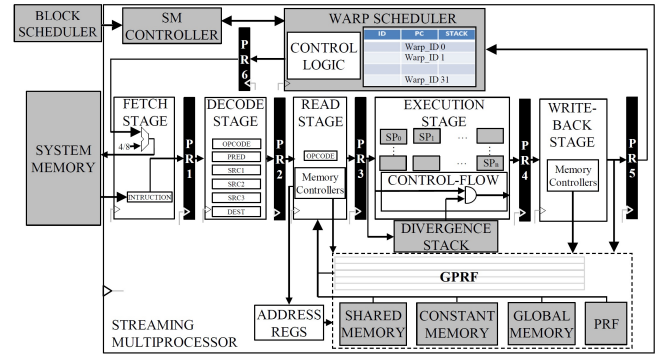 BLOCK
SCHEDULER
SM
CONTROLLER
WARP SCHEDULER
CONTROL
LOGIC
ID PC STACK
Warp_ID 0
Warp_ID 1
Warp_ID 31
PR6
SYSTEM
MEMORY
FETCH
STAGE
4/8
INTRUCTION
PR1
DECODE
STAGE
OPCODE
PRED
SRC1
SRC2
SRC3
DEST
PR2
READ
STAGE
OPCODE
Memory
Controllers
PR3
EXECUTION
STAGE
SP0 SP1 ...
...
SPn
CONTROL-FLOW
DIVERGENCE
STACK
PR4
WRITE-
BACK
STAGE
Memory
Controllers
PR5
GPRF
ADDRESS
REGS
SHARED
MEMORY
CONSTANT
MEMORY
GLOBAL
MEMORY
PRF
STREAMING
MULTIPROCESSOR